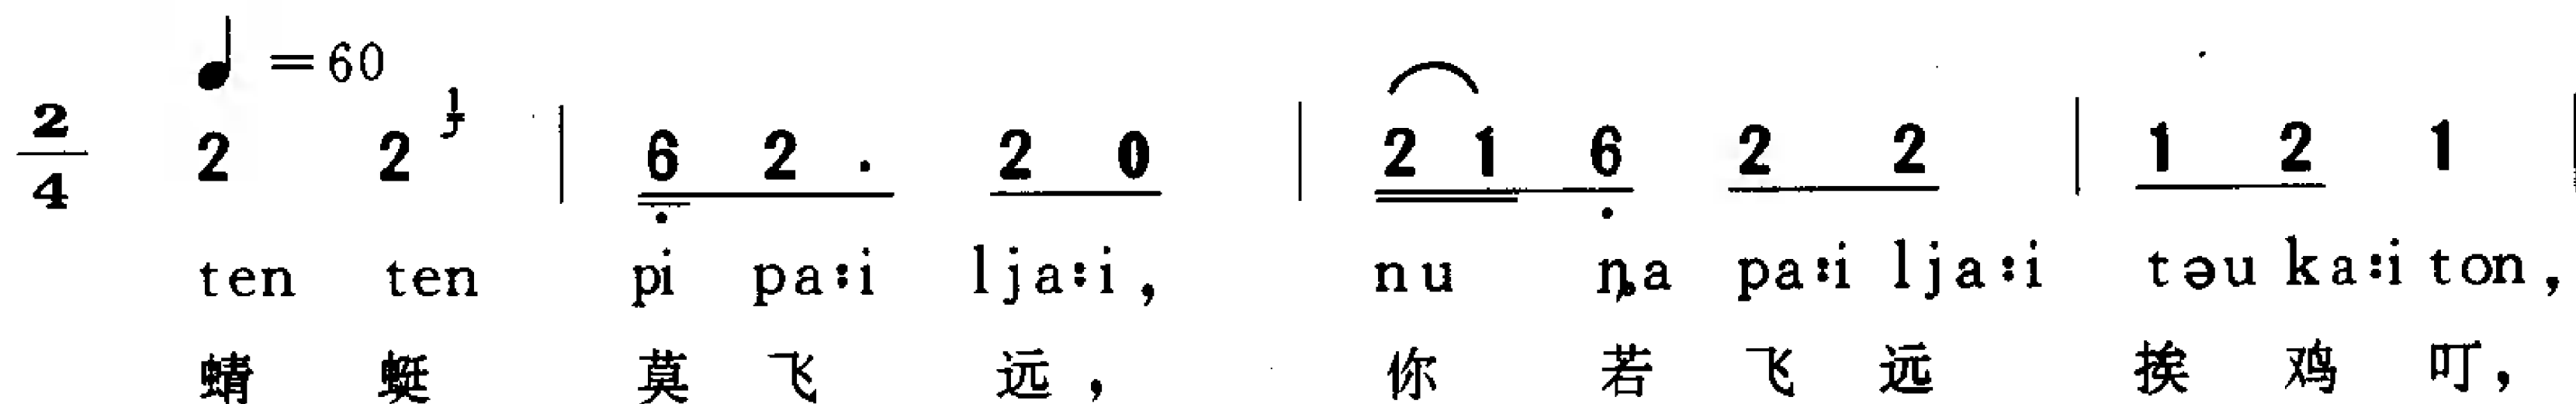 ♩=60
2/4 2 2 1 | 6 2 . 2 0 | 2 1 6 2 2 | 1 2 1 |
ten ten pi pa:i lja:i, nu ȵa pa:i lja:i təu ka:i ton,
蜻 蜓 莫 飞 远, 你 若 飞 远 挨 鸡 叮,